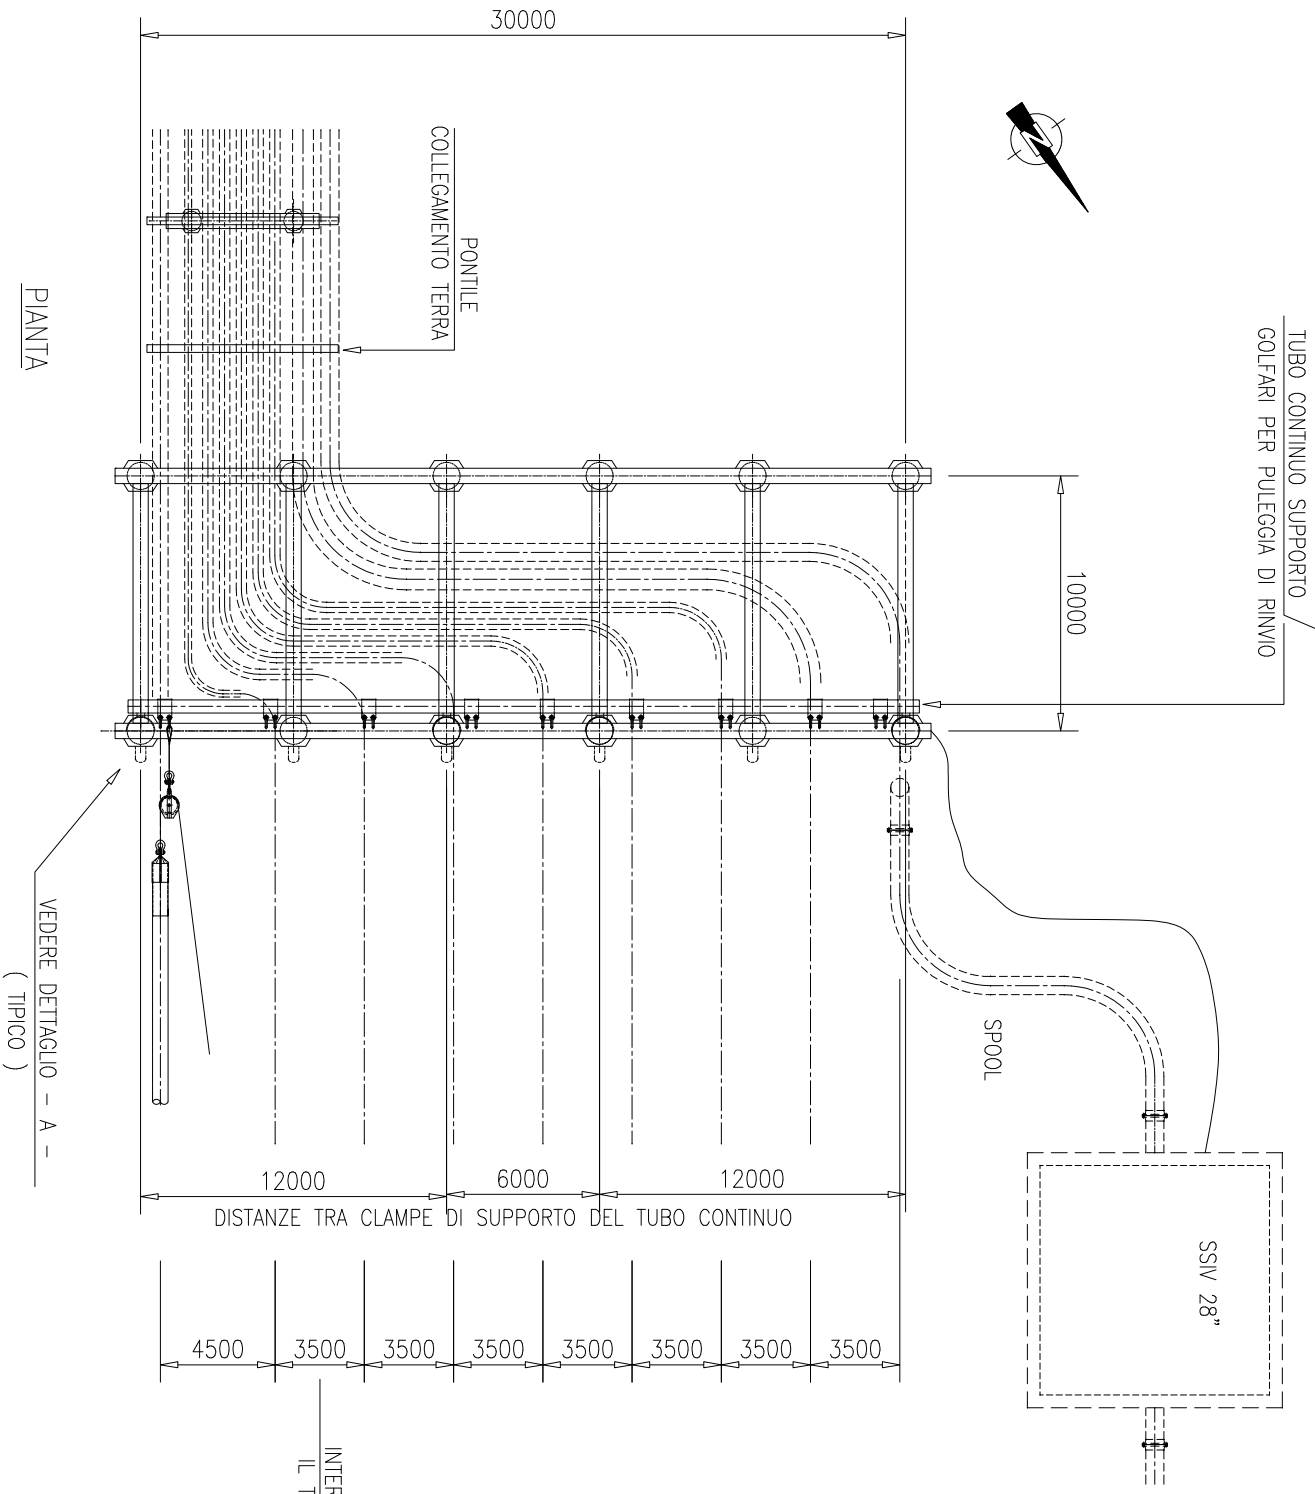 30000
TUBO CONTINUO SUPPORTO
GOLFARI PER PULEGGIA DI RINVIO
PONTILE
COLLEGAMENTO TERRA
PIANTA
10000
VEDERE DETTAGLIO - A -
( TIPICO )
SPOOL
12000
6000
12000
DISTANZE TRA CLAMPE DI SUPPORTO DEL TUBO CONTINUO
SSIV 28"
4500
3500
3500
3500
3500
3500
3500
3500
INTER
IL T